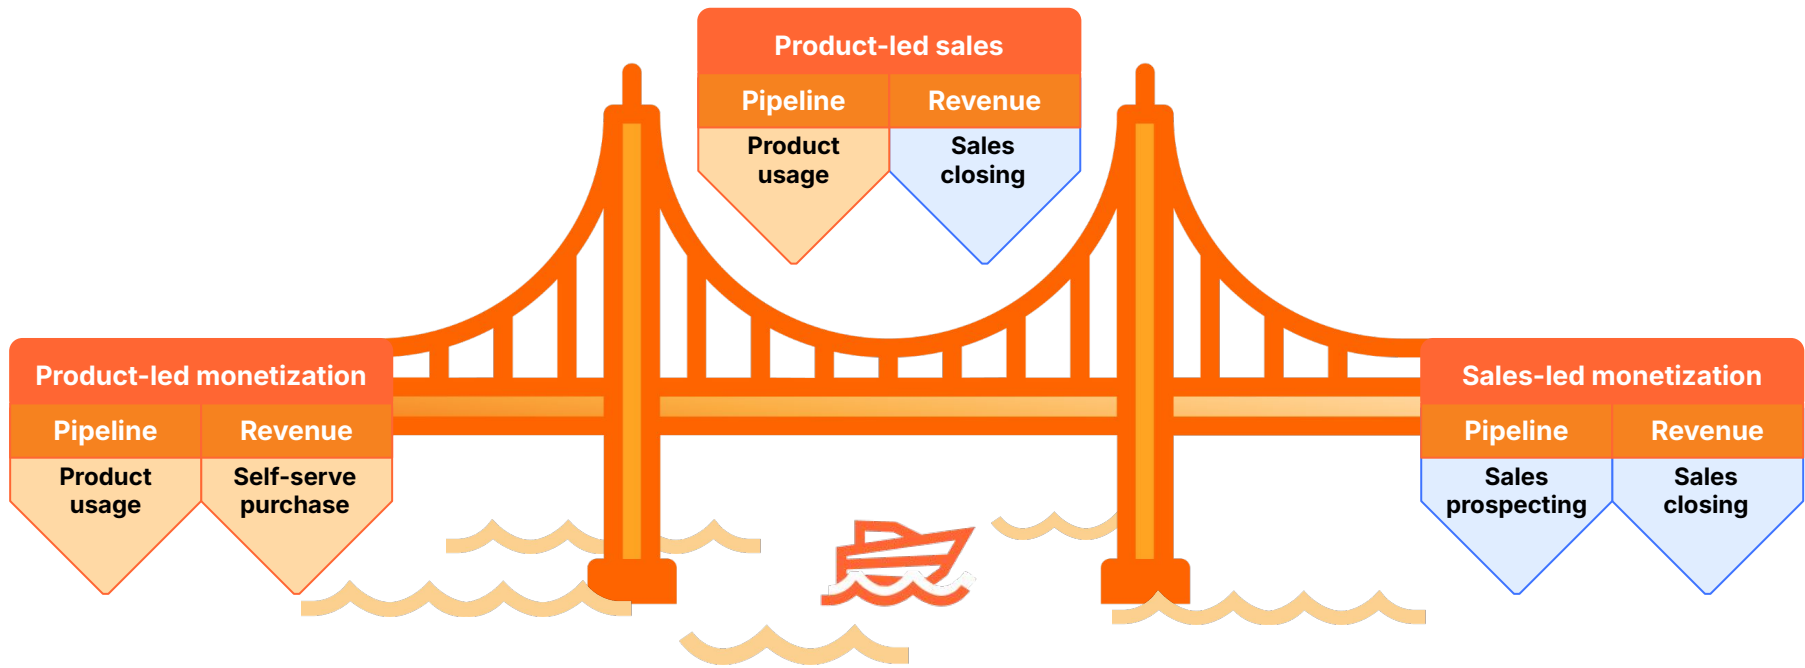 Product-led sales
Pipeline
Revenue
Product
usage
Sales
closing
Product-led monetization
Pipeline
Revenue
Product
usage
Self-serve
purchase
Sales-led monetization
Pipeline
Revenue
Sales
prospecting
Sales
closing